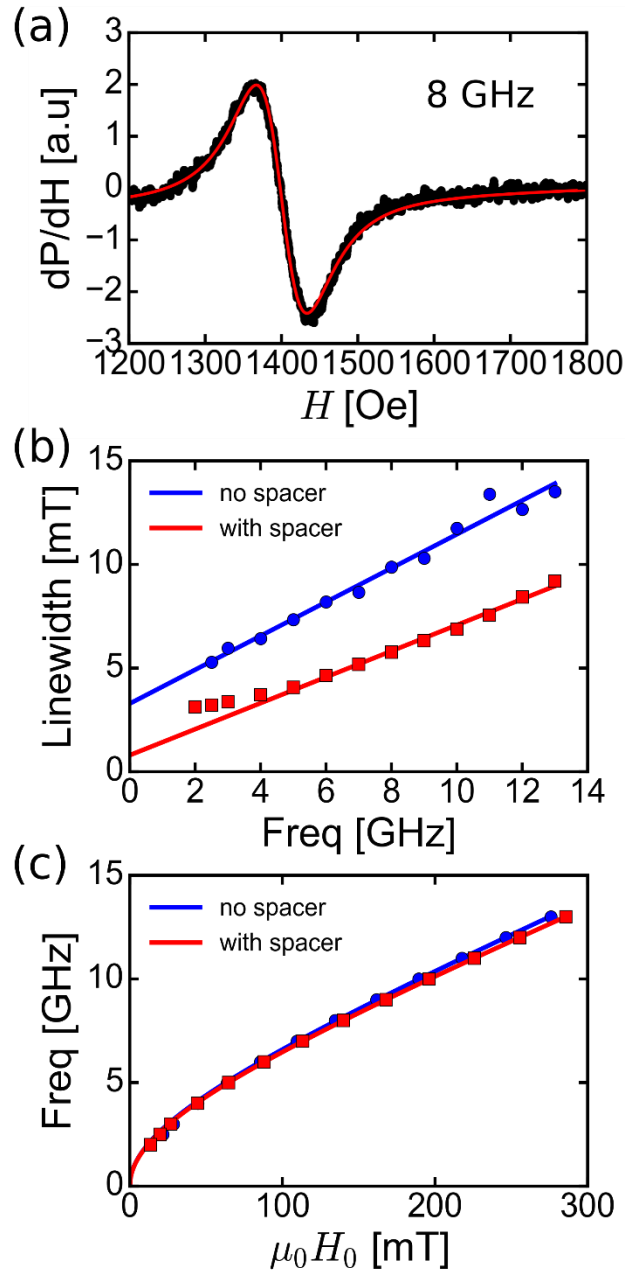 (a)
3
2
1
0
−1
−2
−3
dP/dH [a.u]
8 GHz
1200 1300 1400 1500 1600 1700 1800
H [Oe]
(b)
15
10
5
0
Linewidth [mT]
no spacer
with spacer
0 2 4 6 8 10 12 14
Freq [GHz]
(c)
15
10
5
0
Freq [GHz]
no spacer
with spacer
0 100 200 300
μ₀H₀ [mT]